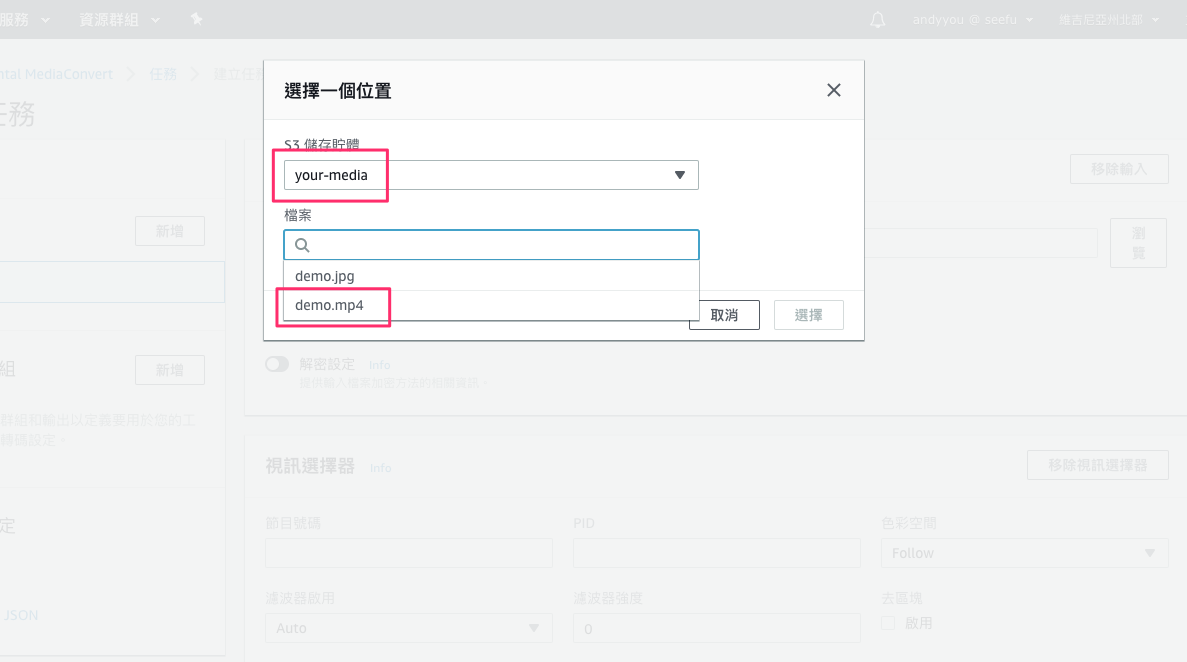 服務 資源群組 andyyou @ seefu 維吉尼亞州北部
ntal MediaConvert 任務 建立任務
任務
選擇一個位置
S3 儲存貯體
your-media
移除輸入
檔案
新增
瀏覽
demo.jpg
demo.mp4
取消 選擇
解密設定 Info
提供輸入檔案加密方法的相關資訊。
組 新增
群組和輸出以定義要用於您的工
轉碼設定。
視訊選擇器 Info 移除視訊選擇器
定
節目號碼 PID 色彩空間
Follow
濾波器啟用 濾波器強度 去區塊
JSON
Auto 0 啟用